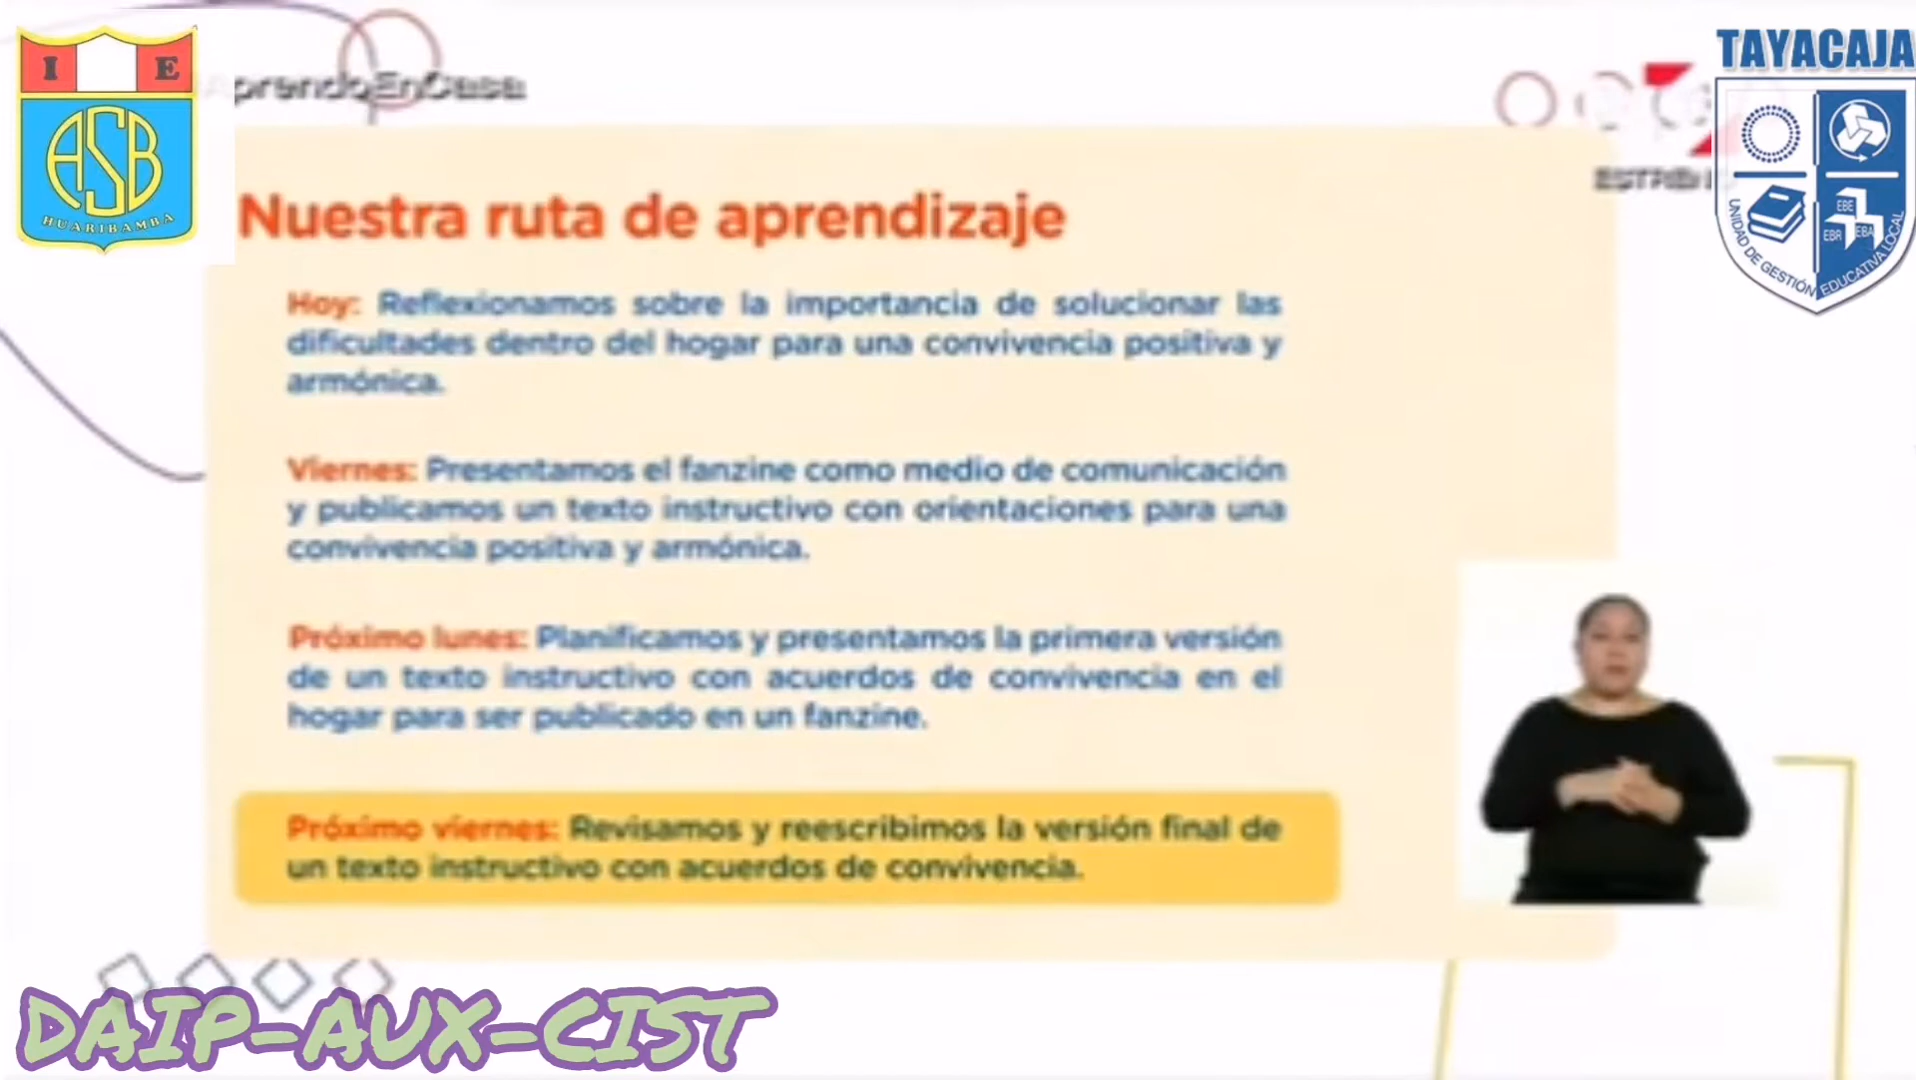 I E
ASB
HUARIBAMBA
prendoEnCasa
TAYACAJA
EBE
EBR EBA
UNIDAD DE GESTIÓN EDUCATIVA LOCAL
Nuestra ruta de aprendizaje
Hoy: Reflexionamos sobre la importancia de solucionar las
dificultades dentro del hogar para una convivencia positiva y
armónica.
Viernes: Presentamos el fanzine como medio de comunicación
y publicamos un texto instructivo con orientaciones para una
convivencia positiva y armónica.
Próximo lunes: Planificamos y presentamos la primera versión
de un texto instructivo con acuerdos de convivencia en el
hogar para ser publicado en un fanzine.
Próximo viernes: Revisamos y reescribimos la versión final de
un texto instructivo con acuerdos de convivencia.
DAIP-AUX-CIST